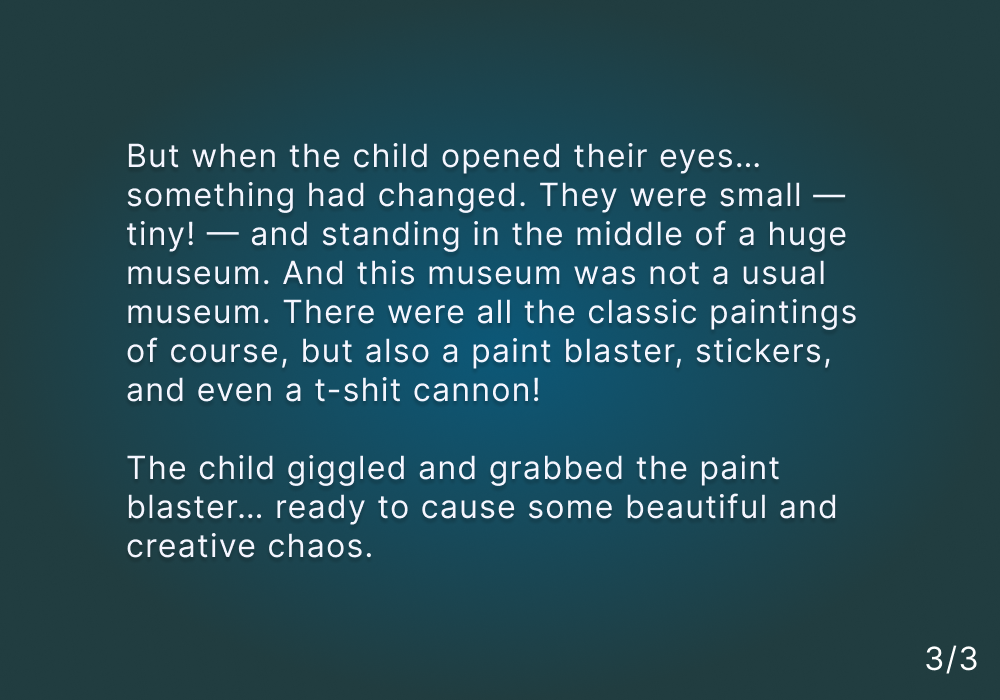 But when the child opened their eyes...
something had changed. They were small —
tiny! — and standing in the middle of a huge
museum. And this museum was not a usual
museum. There were all the classic paintings
of course, but also a paint blaster, stickers,
and even a t-shit cannon!
The child giggled and grabbed the paint
blaster... ready to cause some beautiful and
creative chaos.
3/3